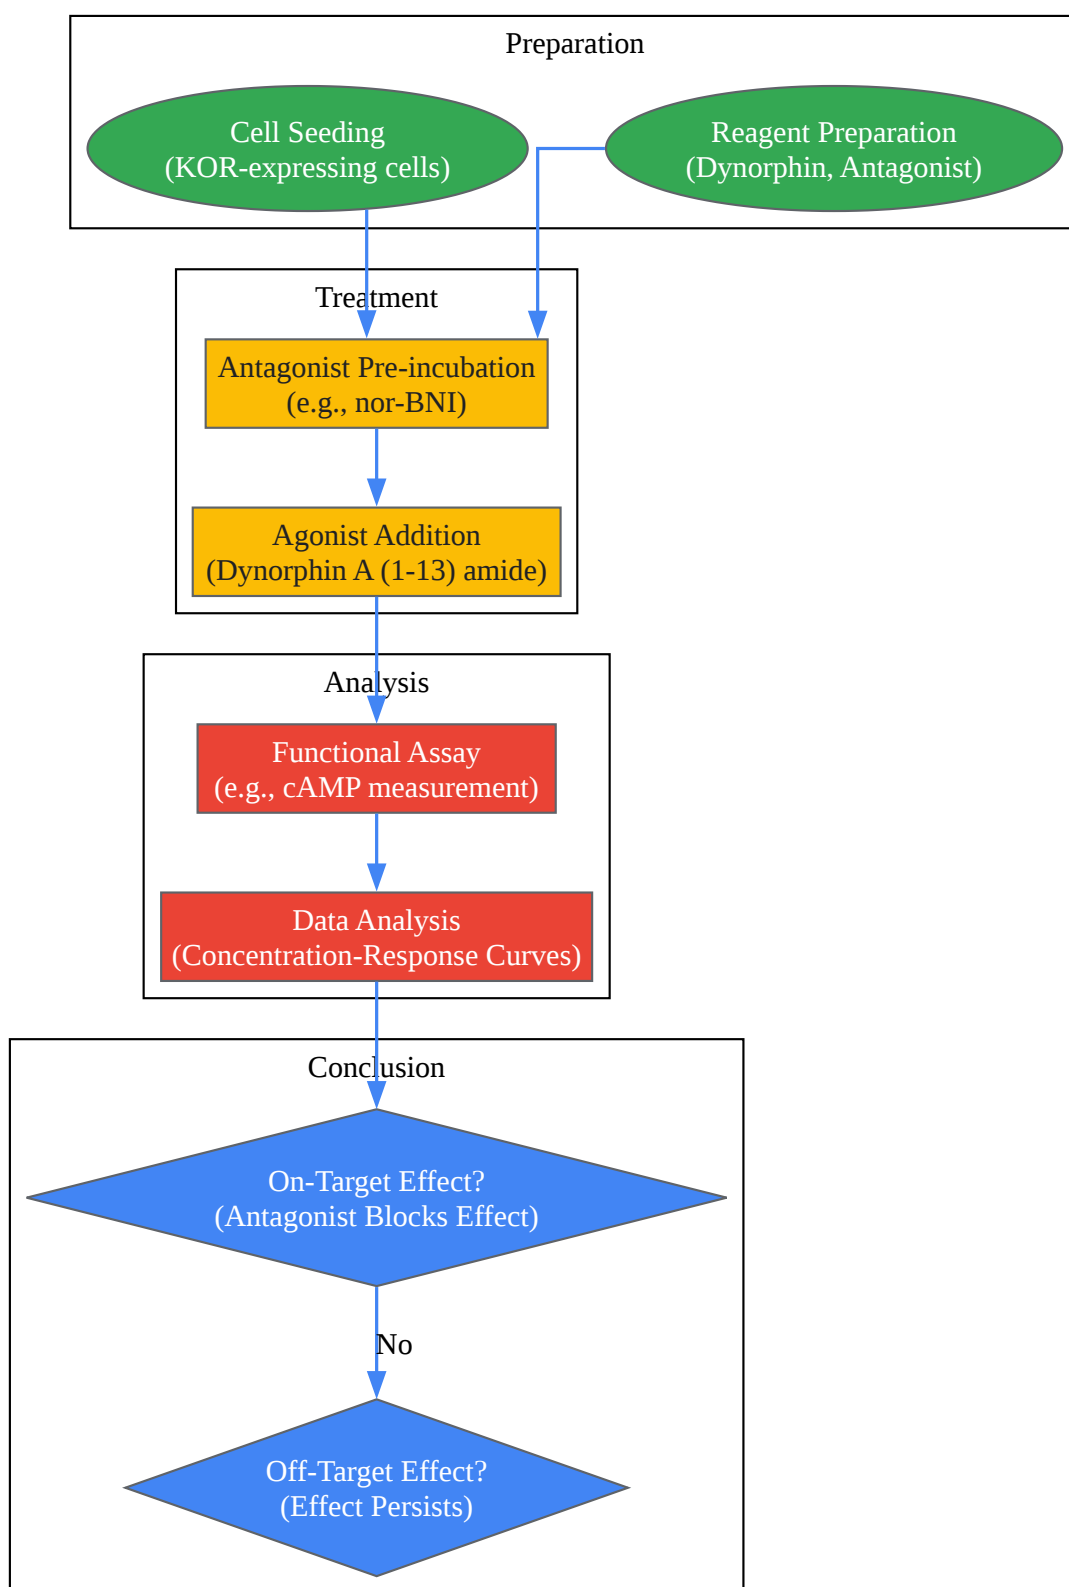 Preparation
Cell Seeding
(KOR-expressing cells)
Reagent Preparation
(Dynorphin, Antagonist)
Treatment
Antagonist Pre-incubation
(e.g., nor-BNI)
Agonist Addition
(Dynorphin A (1-13) amide)
Analysis
Functional Assay
(e.g., cAMP measurement)
Data Analysis
(Concentration-Response Curves)
Conclusion
On-Target Effect?
(Antagonist Blocks Effect)
No
Off-Target Effect?
(Effect Persists)